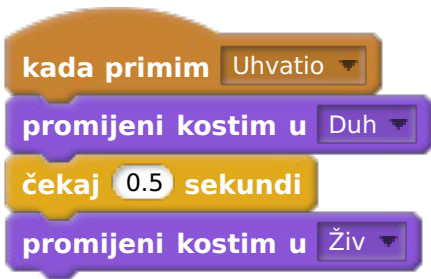 kada primim Uhvatio
promijeni kostim u Duh
čekaj 0.5 sekundi
promijeni kostim u Živ